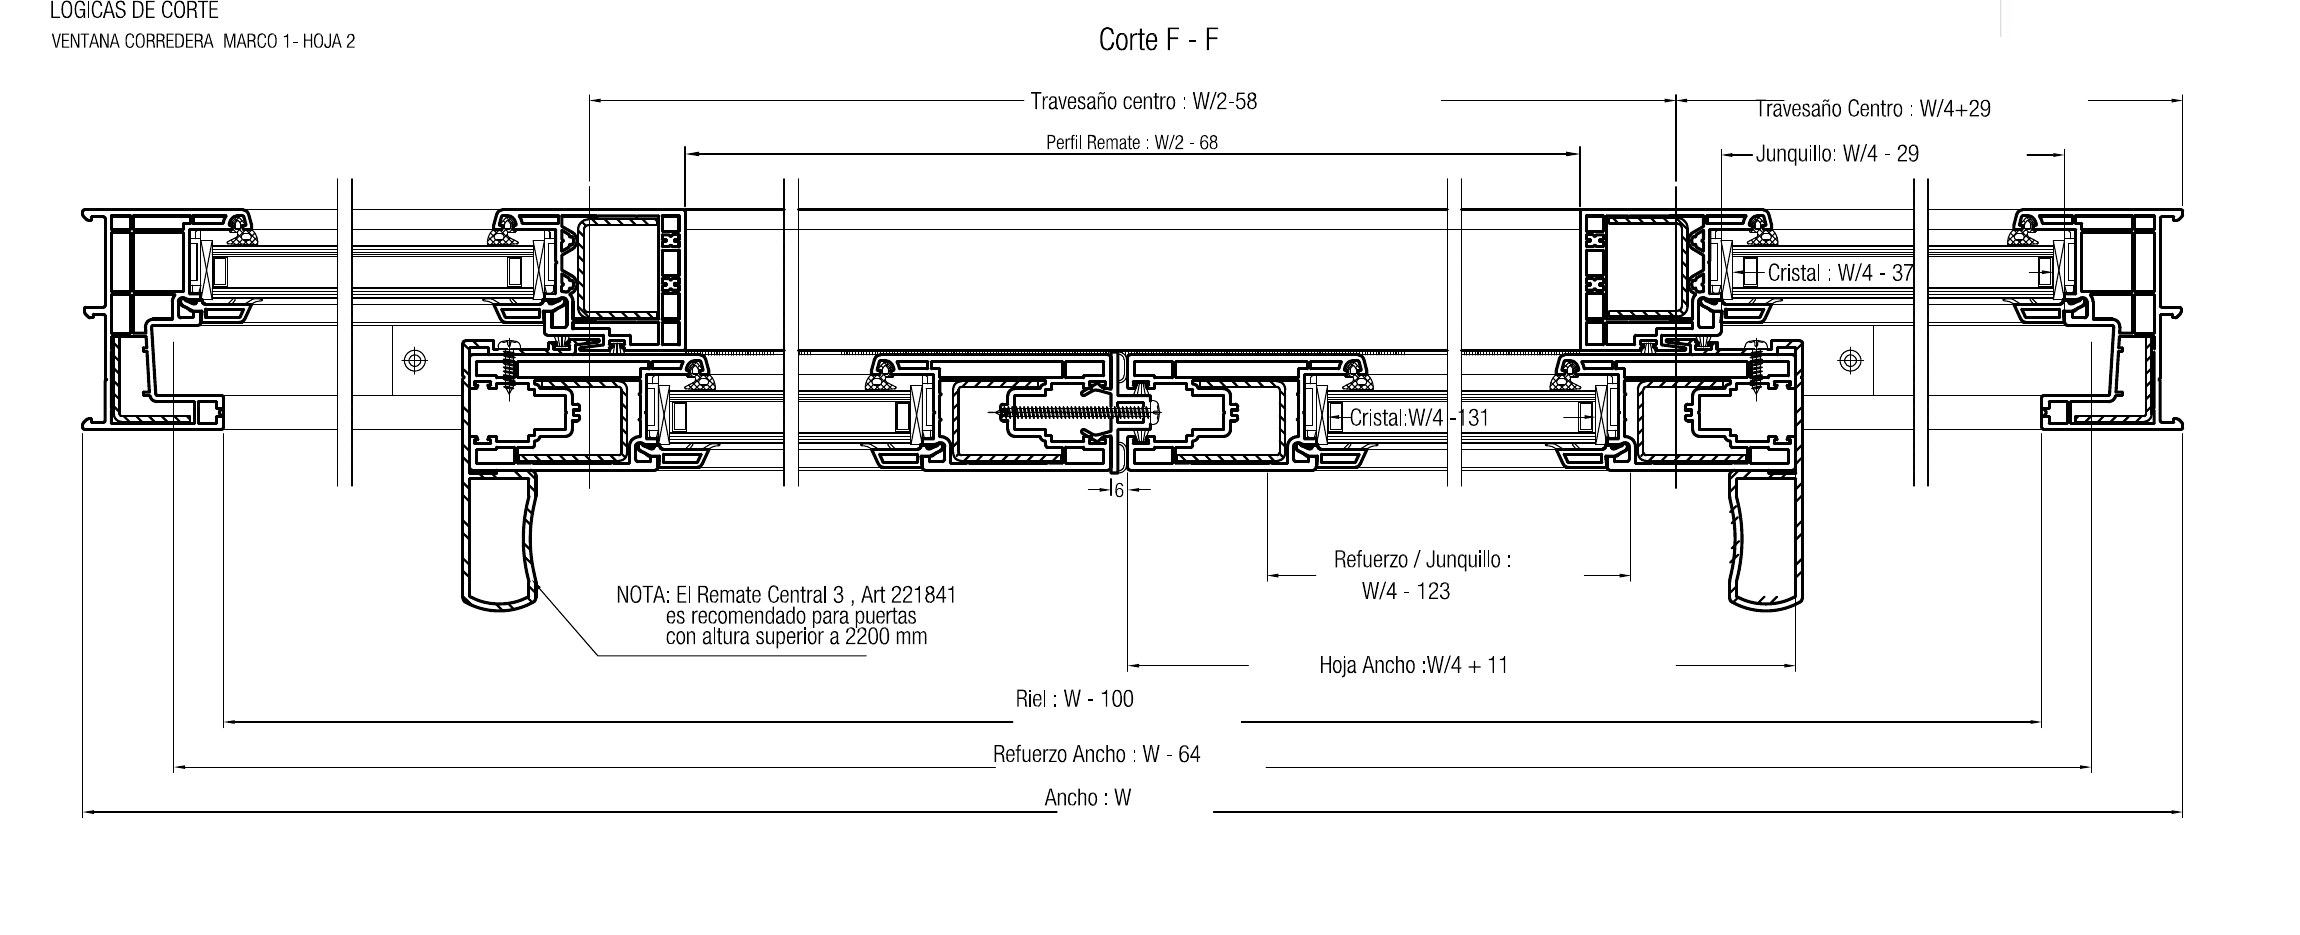 LOGICAS DE CORTE
VENTANA CORREDERA MARCO 1- HOJA 2
Corte F - F
Travesaño centro : W/2-58
Travesaño Centro : W/4+29
Perfil Remate : W/2 - 68
Junquillo: W/4 - 29
Cristal : W/4 - 37
Cristal:W/4 -131
6
Refuerzo / Junquillo :
W/4 - 123
NOTA: El Remate Central 3 , Art 221841
es recomendado para puertas
con altura superior a 2200 mm
Hoja Ancho :W/4 + 11
Riel : W - 100
Refuerzo Ancho : W - 64
Ancho : W